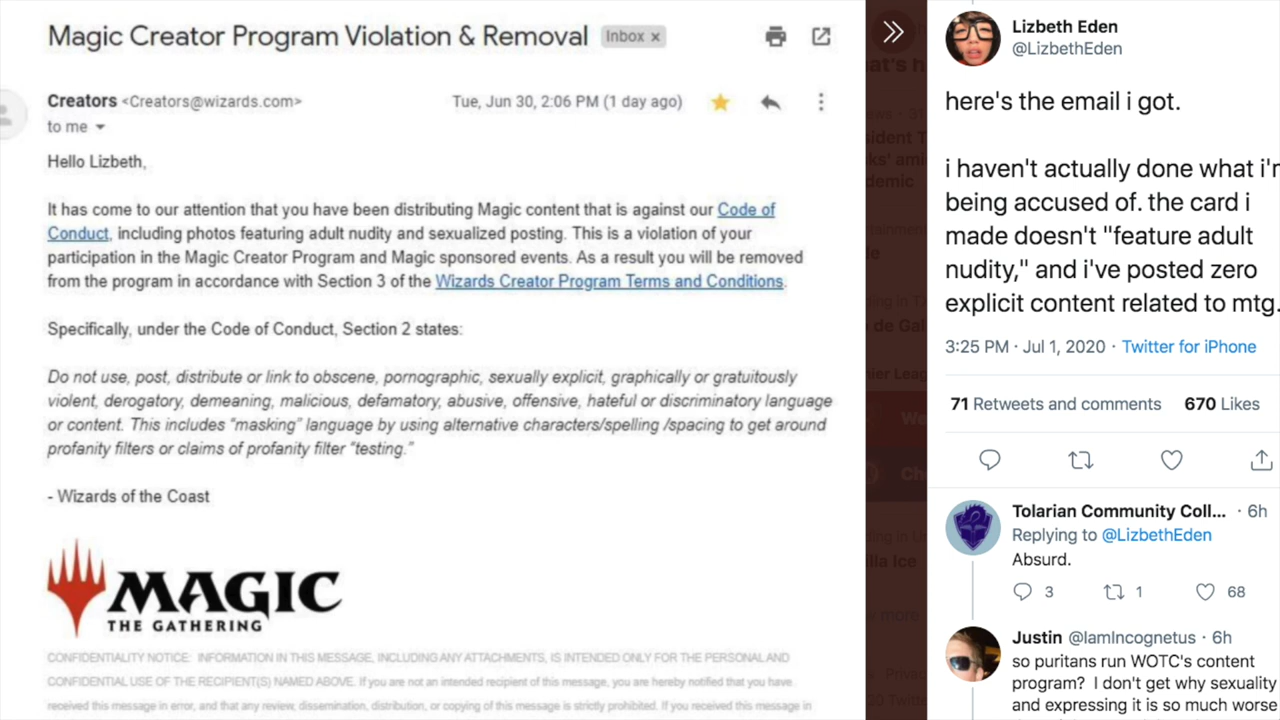 Magic Creator Program Violation & Removal Inbox x
Creators <Creators@wizards.com> Tue, Jun 30, 2:06 PM (1 day ago)
to me
Hello Lizbeth,
It has come to our attention that you have been distributing Magic content that is against our Code of
Conduct, including photos featuring adult nudity and sexualized posting. This is a violation of your
participation in the Magic Creator Program and Magic sponsored events. As a result you will be removed
from the program in accordance with Section 3 of the Wizards Creator Program Terms and Conditions.
Specifically, under the Code of Conduct, Section 2 states:
Do not use, post, distribute or link to obscene, pornographic, sexually explicit, graphically or gratuitously
violent, derogatory, demeaning, malicious, defamatory, abusive, offensive, hateful or discriminatory language
or content. This includes "masking" language by using alternative characters/spelling /spacing to get around
profanity filters or claims of profanity filter "testing."
- Wizards of the Coast
MAGIC
THE GATHERING
CONFIDENTIALITY NOTICE: INFORMATION IN THIS MESSAGE, INCLUDING ANY ATTACHMENTS, IS INTENDED ONLY FOR THE PERSONAL AND
CONFIDENTIAL USE OF THE RECIPIENT(S) NAMED ABOVE. If you are not an intended recipient of this message, you are hereby notified that you have
received this message in error, and that any review, dissemination, distribution, or copying of this message is strictly prohibited. If you received this message in
Lizbeth Eden
@LizbethEden
here's the email i got.
i haven't actually done what i'm
being accused of. the card i
made doesn't "feature adult
nudity," and i've posted zero
explicit content related to mtg.
3:25 PM · Jul 1, 2020 · Twitter for iPhone
71 Retweets and comments 670 Likes
Tolarian Community Coll... · 6h
Replying to @LizbethEden
Absurd.
3 1 68
Justin @IamIncognetus · 6h
so puritans run WOTC's content
program? I don't get why sexuality
and expressing it is so much worse